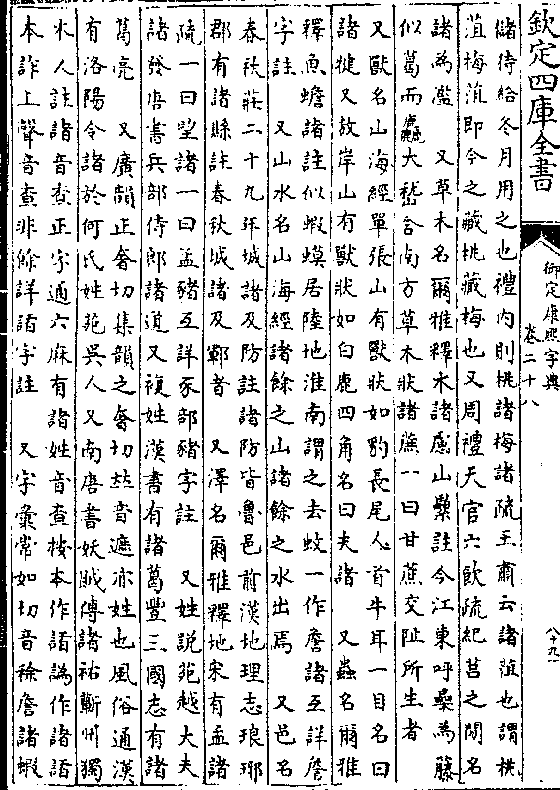 欽定四庫全書
御定康熙字典
卷二十八
八十九
儲偫給冬月用之也禮內則桃諸梅諸疏王肅云諸菹也謂桃
菹梅菹即今之藏桃藏梅也又周禮天官六飲疏紀莒之閒名
諸為濫 又草木名爾雅釋木諸慮山櫐註今江東呼櫐為藤
似葛而麤大嵇含南方草木狀諸蔗一曰甘蔗交阯所生者
又獸名山海經單張山有獸狀如豹長尾人首牛耳一目名曰
諸犍又敖岸山有獸狀如白鹿四角名曰夫諸 又蟲名爾雅
釋魚蟾諸註似蝦蟆居陸地淮南謂之去蚊一作詹諸互詳詹
字註 又山水名山海經諸餘之山諸餘之水出焉 又邑名
春秋莊二十九年城諸及防註諸防皆魯邑前漢地理志琅邪
郡有諸縣註春秋城諸及鄆者 又澤名爾雅釋地宋有孟諸
疏一曰望諸一曰孟豬互詳豕部豬字註 又姓說苑越大夫
諸發唐書兵部侍郎諸道又複姓漢書有諸葛豐三國志有諸
葛亮 又廣韻正奢切集韻之奢切𠀤音遮亦姓也風俗通漢
有洛陽令諸於何氏姓苑吳人又南唐書妖賊傳諸祐蘄州獨
木人註諸音查正字通六麻有諸姓音查按本作䛢譌作諸䛢
本詐上聲音查非餘詳䛢字註 又字彙常如切音徐詹諸蝦